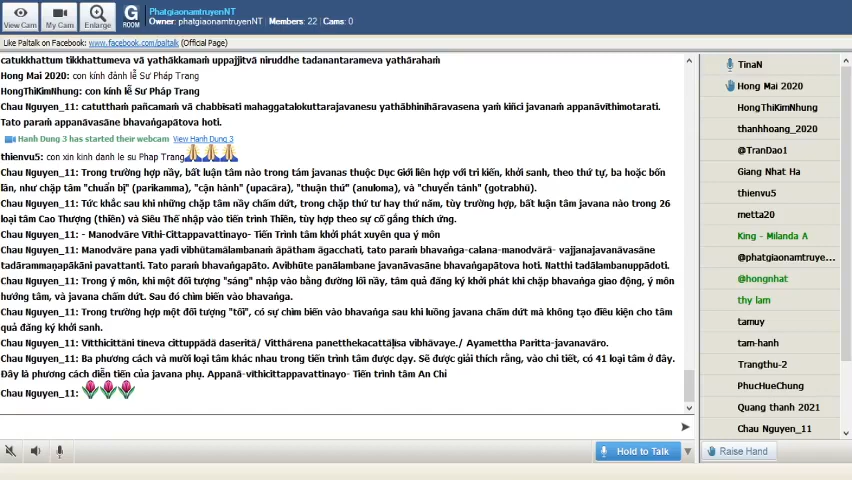 PhatgiaonamtruyenNT
Owner: phatgiaonamtruyenNT | Members: 22 | Cams: 0
View Cam
My Cam
Enlarge
G
ROOM
Like Paltalk on Facebook: www.facebook.com/paltalk (Official Page)
catukkhattum tikkhattumeva vā yathākkamaṁ uppajjitvā niruddhe tadanantarameva yathārahaṁ
Hong Mai 2020: con kính đảnh lễ Sư Pháp Trang
HongThiKimNhung: con kính lễ Sư Pháp Trang
Chau Nguyen_11: catutthaṁ pañcamaṁ vā chabbīsati mahaggatalokuttarajavanesu yathābhinīhāravasena yaṁ kiñci javanaṁ appanāvīthimotarati.
Tato paraṁ appanāvasāne bhavaṅgapātova hoti.
Hanh Dung 3 has started their webcam View Hanh Dung 3
thienvu5: con xin kinh danh le su Phap Trang
Chau Nguyen_11: Trong trường hợp nầy, bất luận tâm nào trong tám javanas thuộc Dục Giới liên hợp với tri kiến, khởi sanh, theo thứ tự, ba hoặc bốn
lần, như chặp tâm "chuẩn bị" (parikamma), "cận hành" (upacāra), "thuận thứ" (anuloma), và "chuyển tánh" (gotrabhū).
Chau Nguyen_11: Tức khắc sau khi những chặp tâm nầy chấm dứt, trong chặp thứ tư hay thứ năm, tùy trường hợp, bất luận tâm javana nào trong 26
loại tâm Cao Thượng (thiền) và Siêu Thế nhập vào tiến trình Thiền, tùy hợp theo sự cố gắng thích ứng.
Chau Nguyen_11: - Manodvāre Vīthi-Cittappavattinayo- Tiến Trình tâm khởi phát xuyên qua ý môn
Chau Nguyen_11: Manodvāre pana yadi vibhūtamālambanaṁ āpātham āgacchati, tato paraṁ bhavaṅga-calana-manodvārā- vajjanajavanāvasāne
tadārammaṇapākāni pavattanti. Tato paraṁ bhavaṅgapāto. Avibhūte panālambane javanāvasāne bhavaṅgapātova hoti. Natthi tadālambanuppādoti.
Chau Nguyen_11: Trong ý môn, khi một đối tượng "sáng" nhập vào bằng đường lối nầy, tâm quả đăng ký khởi phát khi chặp bhavaṅga giao động, ý môn
hướng tâm, và javana chấm dứt. Sau đó chìm biến vào bhavaṅga.
Chau Nguyen_11: Trong trường hợp một đối tượng "tối", có sự chìm biến vào bhavaṅga sau khi luồng javana chấm dứt mà không tạo điều kiện cho tâm
quả đăng ký khởi sanh.
Chau Nguyen_11: Vīthicittāni tīneva cittuppādā daseritā/ Vitthārena panetthekacattāḷīsa vibhāvaye./ Ayamettha Paritta-javanavāro.
Chau Nguyen_11: Ba phương cách và mười loại tâm khác nhau trong tiến trình tâm được dạy. Sẽ được giải thích rằng, vào chi tiết, có 41 loại tâm ở đây.
Đây là phương cách diễn tiến của javana phụ. Appanā-vīthicittappavattinayo- Tiến trình tâm An Chỉ
Chau Nguyen_11:
TinaN
Hong Mai 2020
HongThiKimNhung
thanhhoang_2020
@TranDao1
Giang Nhat Ha
thienvu5
metta20
King - Milanda A
@phatgiaonamtruye...
@hongnhat
thy lam
tamuy
tam-hanh
Trangthu-2
PhucHueChung
Quang thanh 2021
Chau Nguyen_11
Hold to Talk
Raise Hand